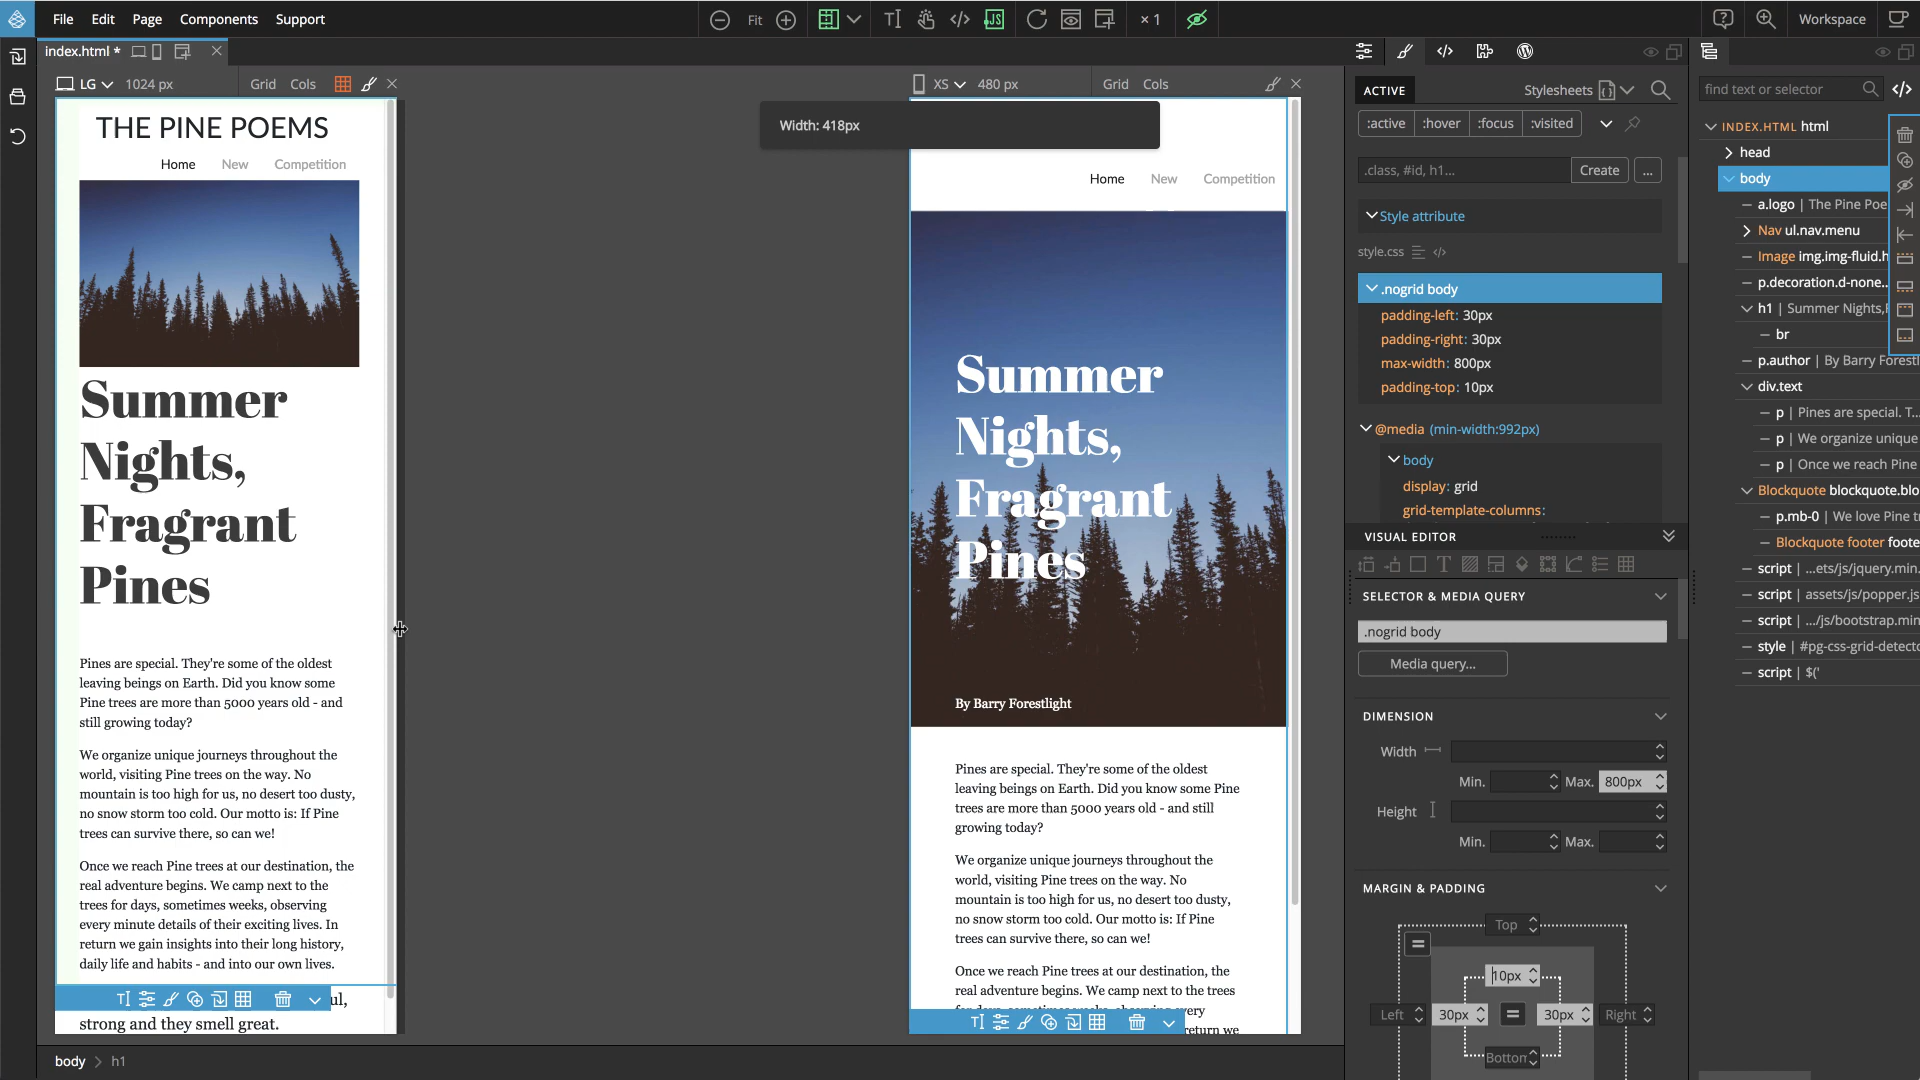 File Edit Page Components Support
Fit
JS
× 1
Workspace
index.html *
LG 1024 px Grid Cols
XS 480 px Grid Cols
Width: 418px
THE PINE POEMS
Home New Competition
Summer
Nights,
Fragrant
Pines
Pines are special. They're some of the oldest
leaving beings on Earth. Did you know some
Pine trees are more than 5000 years old - and
still growing today?
We organize unique journeys throughout the
world, visiting Pine trees on the way. No
mountain is too high for us, no desert too dusty,
no snow storm too cold. Our motto is: If Pine
trees can survive there, so can we!
Once we reach Pine trees at our destination, the
real adventure begins. We camp next to the
trees for days, sometimes weeks, observing
every minute details of their exciting lives. In
return we gain insights into their long history,
daily life and habits - and into our own lives.
ul,
strong and they smell great.
body > h1
Home New Competition
Summer
Nights,
Fragrant
Pines
By Barry Forestlight
Pines are special. They're some of the oldest
leaving beings on Earth. Did you know some Pine
trees are more than 5000 years old - and still
growing today?
We organize unique journeys throughout the
world, visiting Pine trees on the way. No
mountain is too high for us, no desert too dusty,
no snow storm too cold. Our motto is: If Pine
trees can survive there, so can we!
Once we reach Pine trees at our destination, the
real adventure begins. We camp next to the trees
return we
ACTIVE
Stylesheets
:active :hover :focus :visited
.class, #id, h1...
Create ...
Style attribute
style.css
.nogrid body
padding-left: 30px
padding-right: 30px
max-width: 800px
padding-top: 10px
@media (min-width:992px)
body
display: grid
grid-template-columns:
VISUAL EDITOR
SELECTOR & MEDIA QUERY
.nogrid body
Media query...
DIMENSION
Width
Min. Max. 800px
Height
Min. Max.
MARGIN & PADDING
Top
10px
Left 30px = 30px Right
Bottom
find text or selector
INDEX.HTML html
head
body
a.logo | The Pine Poe
Nav ul.nav.menu
Image img.img-fluid.h
p.decoration.d-none..
h1 | Summer Nights,F
br
p.author | By Barry Forestl
div.text
p | Pines are special. T...
p | We organize unique
p | Once we reach Pine
Blockquote blockquote.blo
p.mb-0 | We love Pine tr
Blockquote footer foote
script | ...ets/js/jquery.min.
script | assets/js/popper.js
script | .../js/bootstrap.min
style | #pg-css-grid-detecto
script | $('